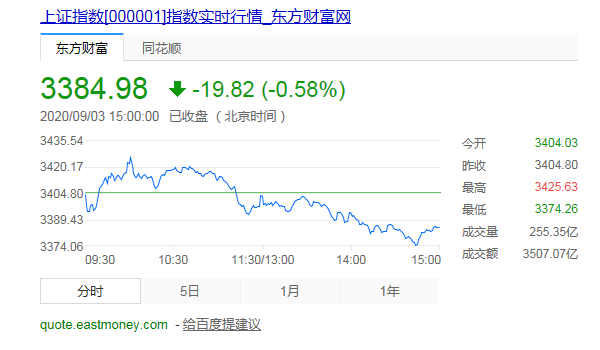 上证指数[000001]指数实时行情_东方财富网
东方财富 同花顺
3384.98 -19.82 (-0.58%)
2020/09/03 15:00:00 已收盘 (北京时间)
3435.54
3420.17
3404.80
3389.43
3374.06
09:30 10:30 11:30/13:00 14:00 15:00
今开 3404.03
昨收 3404.80
最高 3425.63
最低 3374.26
成交量 255.35亿
成交额 3507.07亿
分时 5日 1月 1年
quote.eastmoney.com - 给百度提建议